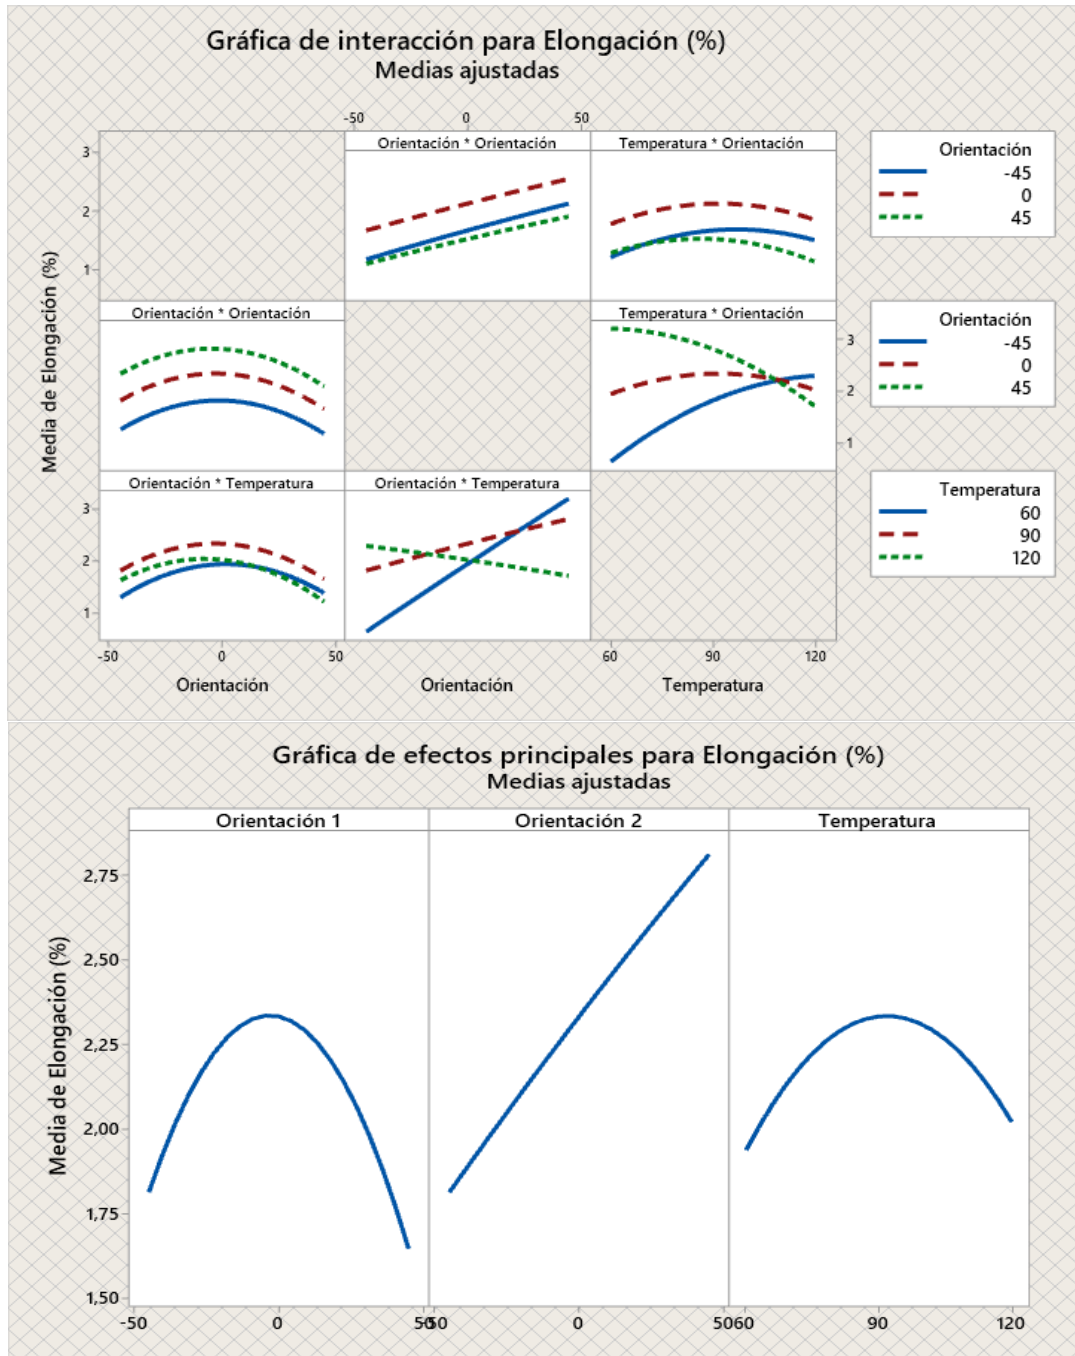 Gráfica de interacción para Elongación (%)
Medias ajustadas
-50 0 50
Orientación * Orientación
Temperatura * Orientación
3
2
1
Orientación
-45
0
45
Media de Elongación (%)
Orientación * Orientación
Temperatura * Orientación
3
2
1
Orientación
-45
0
45
Orientación * Temperatura
Orientación * Temperatura
3
2
1
Temperatura
60
90
120
-50 0 50
60 90 120
Orientación
Orientación
Temperatura
Gráfica de efectos principales para Elongación (%)
Medias ajustadas
Orientación 1
Orientación 2
Temperatura
Media de Elongación (%)
2,75
2,50
2,25
2,00
1,75
1,50
-50 0 50
-50 0 50
60 90 120